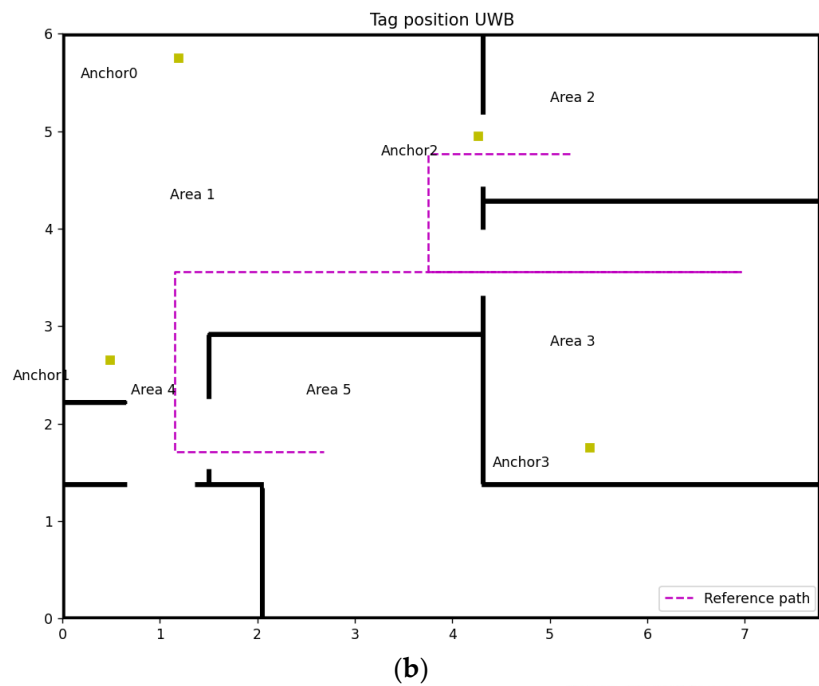 Tag position UWB
6
Anchor0
Area 2
5
Anchor2
Area 1
4
3
Area 3
Anchor1
Area 4
Area 5
2
Anchor3
1
Reference path
0
0 1 2 3 4 5 6 7
(b)